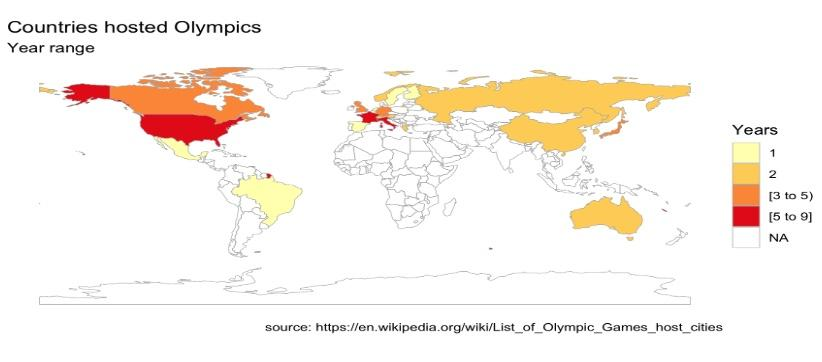 Countries hosted Olympics
Year range
Years
1
2
[3 to 5)
[5 to 9]
NA
source: https://en.wikipedia.org/wiki/List_of_Olympic_Games_host_cities